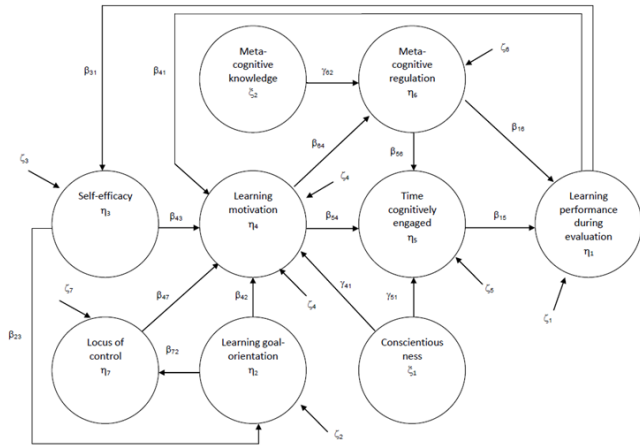 β31
β41
Meta-
cognitive
knowledge
ξ2
γ62
Meta-
cognitive
regulation
η6
ζ6
β64
β56
β16
ζ3
Self-efficacy
η3
β43
Learning
motivation
η4
ζ4
β54
Time
cognitively
engaged
η5
β15
Learning
performance
during
evaluation
η1
ζ7
β47
β42
ζ4
γ41
γ51
ζ5
ζ1
β23
Locus of
control
η7
β72
Learning goal-
orientation
η2
Conscientious
ness
ξ1
ζ2